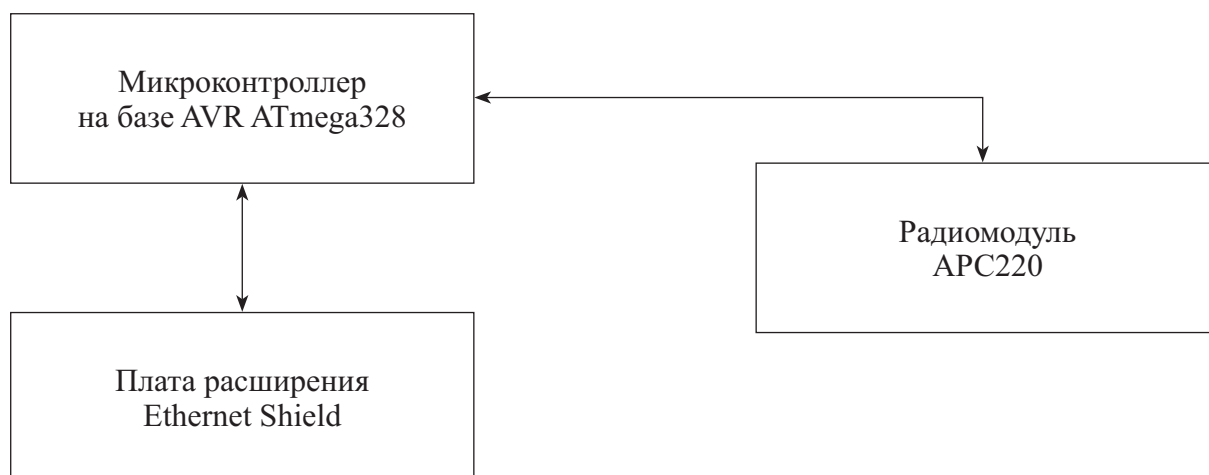 Микроконтроллер
на базе AVR ATmega328
Радиомодуль
APC220
Плата расширения
Ethernet Shield